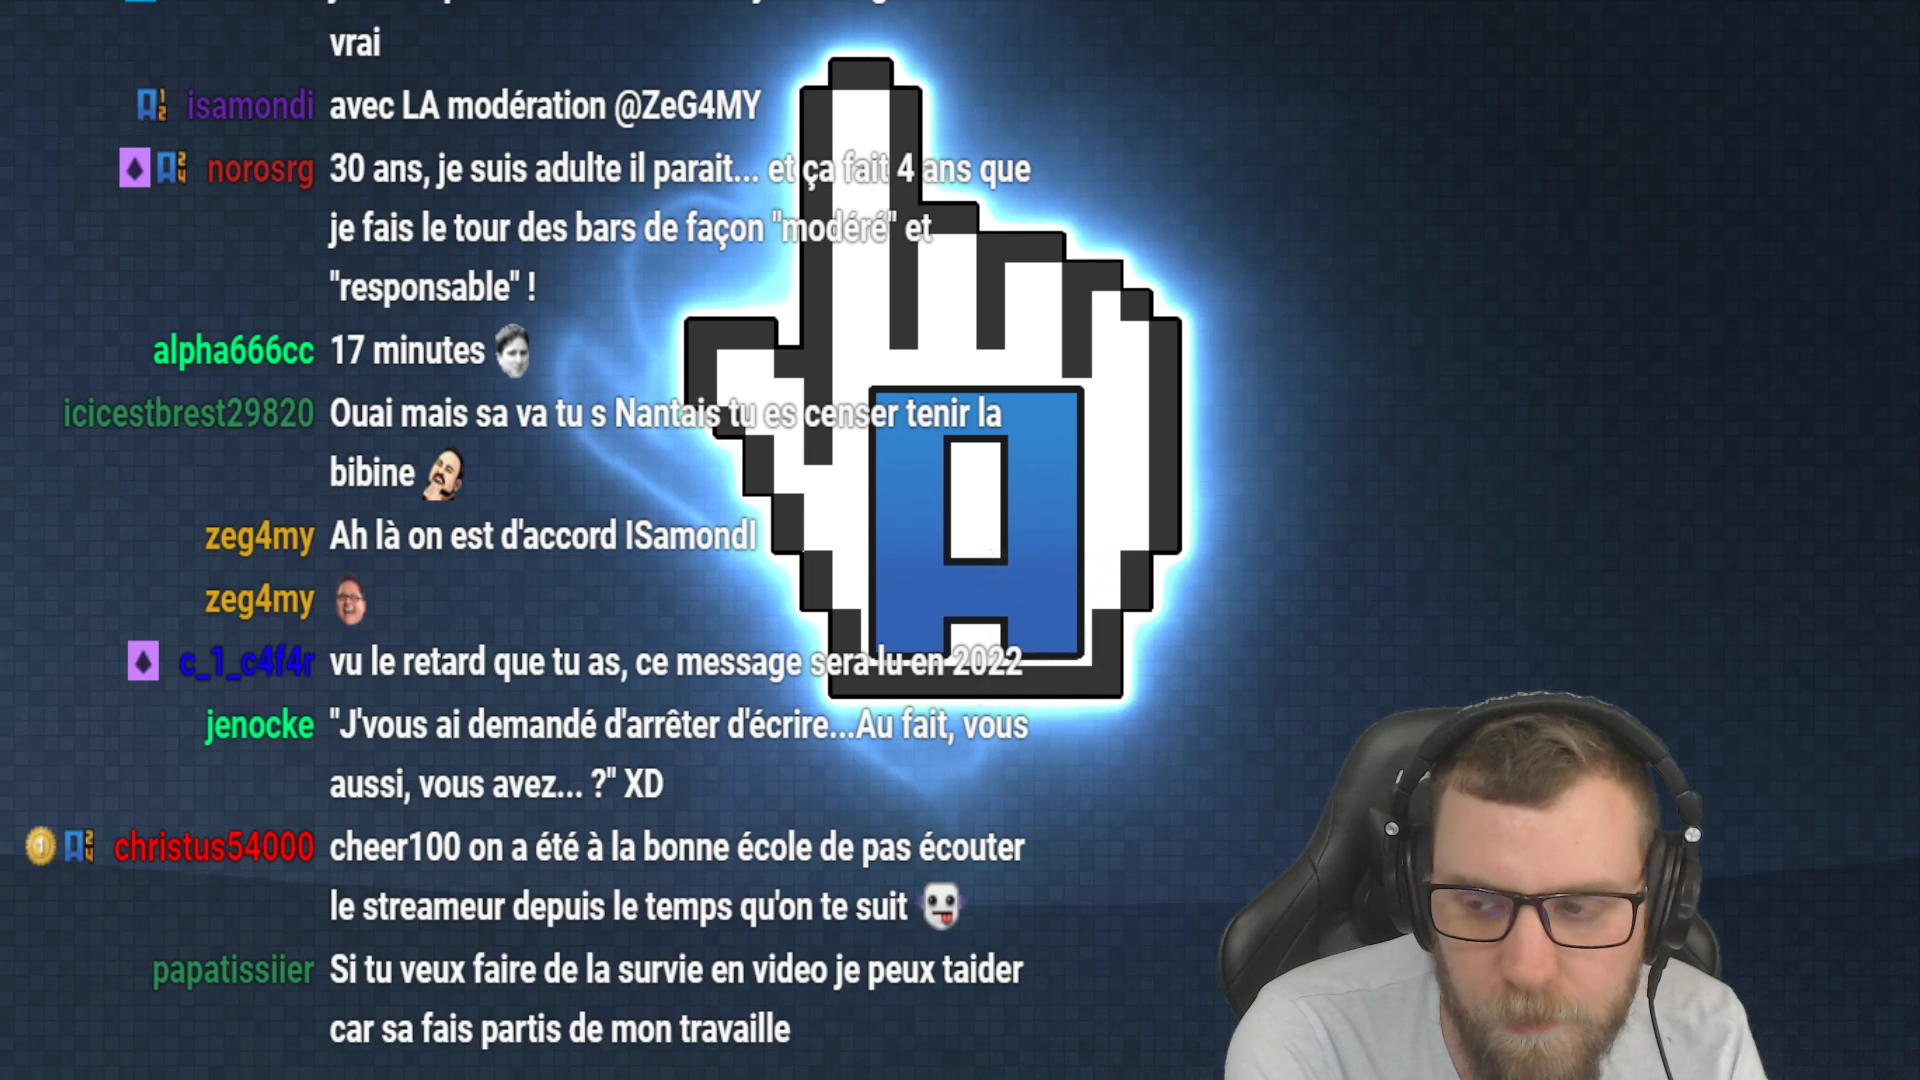 vrai
isamondi avec LA modération @ZeG4MY
norosrg 30 ans, je suis adulte il parait... et ça fait 4 ans que
je fais le tour des bars de façon "modéré" et
"responsable" !
alpha666cc 17 minutes
icicestbrest29820 Ouai mais sa va tu s Nantais tu es censer tenir la
bibine
zeg4my Ah là on est d'accord ISamondI
zeg4my
c_1_c4f4r vu le retard que tu as, ce message sera lu en 2022
jenocke "J'vous ai demandé d'arrêter d'écrire...Au fait, vous
aussi, vous avez... ?" XD
christus54000 cheer100 on a été à la bonne école de pas écouter
le streameur depuis le temps qu'on te suit
papatissiier Si tu veux faire de la survie en video je peux taider
car sa fais partis de mon travaille
A